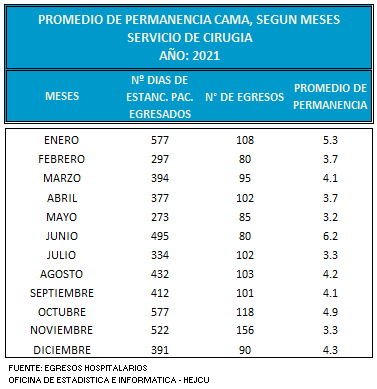 PROMEDIO DE PERMANENCIA CAMA, SEGUN MESES
SERVICIO DE CIRUGIA
AÑO: 2021
MESES Nº DIAS DE ESTANC. PAC. EGRESADOS N° DE EGRESOS PROMEDIO DE PERMANENCIA
ENERO 577 108 5.3
FEBRERO 297 80 3.7
MARZO 394 95 4.1
ABRIL 377 102 3.7
MAYO 273 85 3.2
JUNIO 495 80 6.2
JULIO 334 102 3.3
AGOSTO 432 103 4.2
SEPTIEMBRE 412 101 4.1
OCTUBRE 577 118 4.9
NOVIEMBRE 522 156 3.3
DICIEMBRE 391 90 4.3
FUENTE: EGRESOS HOSPITALARIOS
OFICINA DE ESTADISTICA E INFORMATICA - HEJCU